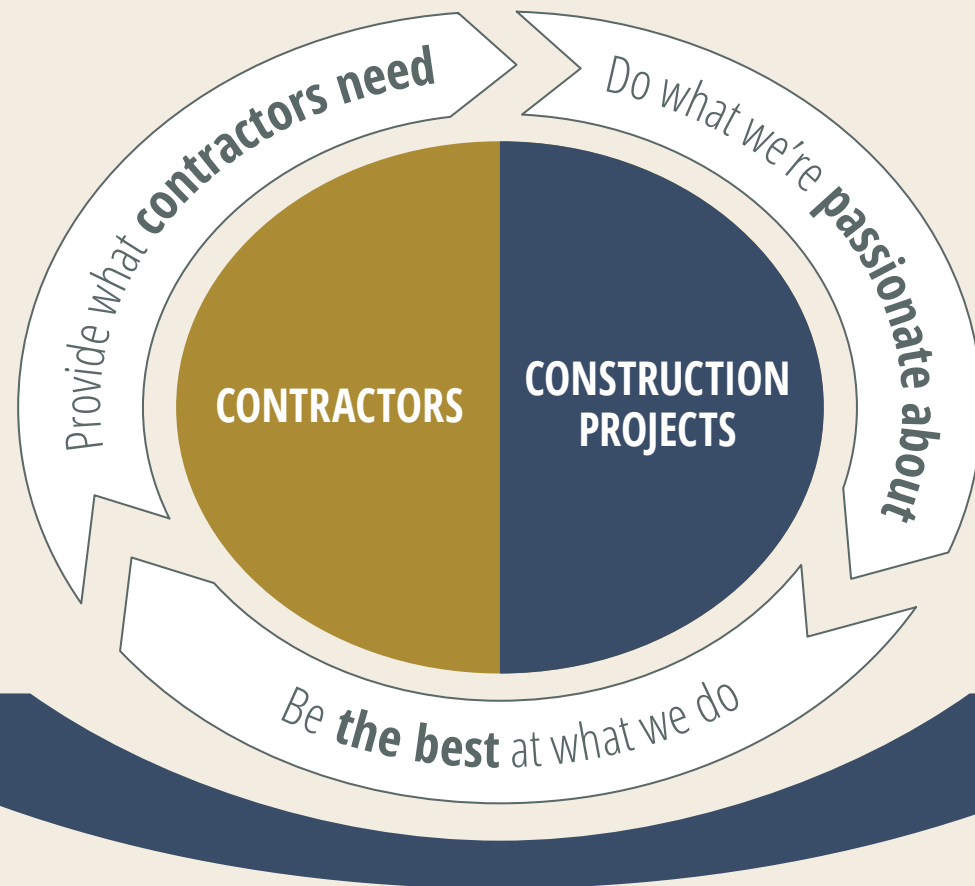 Provide what contractors need
Do what we're passionate about
CONTRACTORS
CONSTRUCTION
PROJECTS
Be the best at what we do